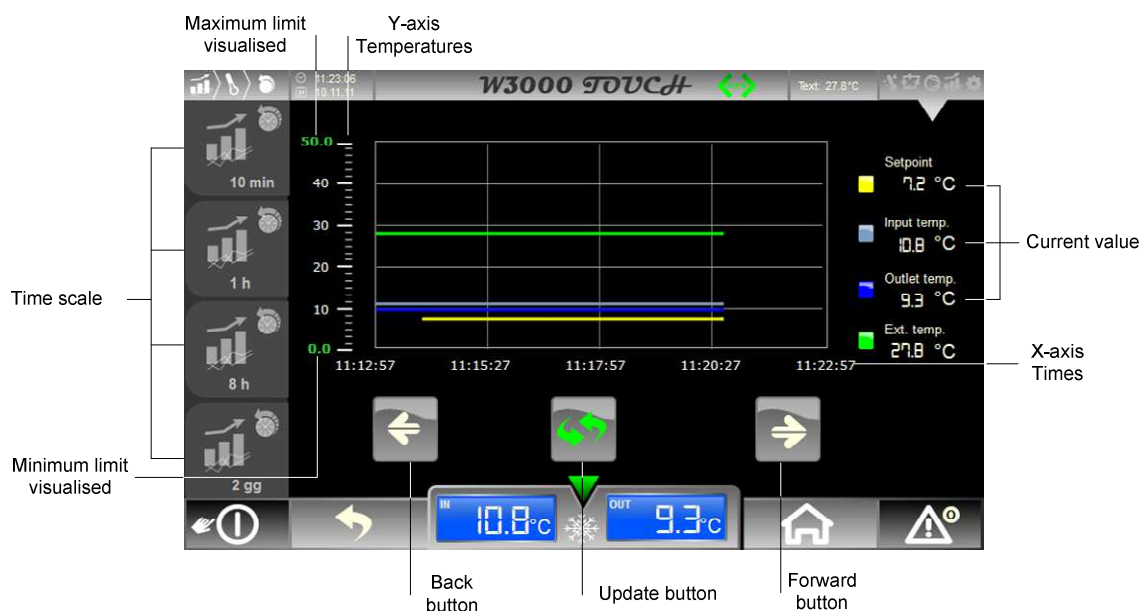 Maximum limit
visualised
Y-axis
Temperatures
11:23:06
10.11.11
W3000 TOUCH
Text: 27.8°C
10 min
1 h
8 h
2 gg
Time scale
50.0
40
30
20
10
0.0
11:12:57
11:15:27
11:17:57
11:20:27
11:22:57
Setpoint
7.2 °C
Input temp.
10.8 °C
Outlet temp.
9.3 °C
Ext. temp.
27.8 °C
Current value
X-axis
Times
Minimum limit
visualised
IN
10.8°C
OUT
9.3°C
Back
button
Update button
Forward
button